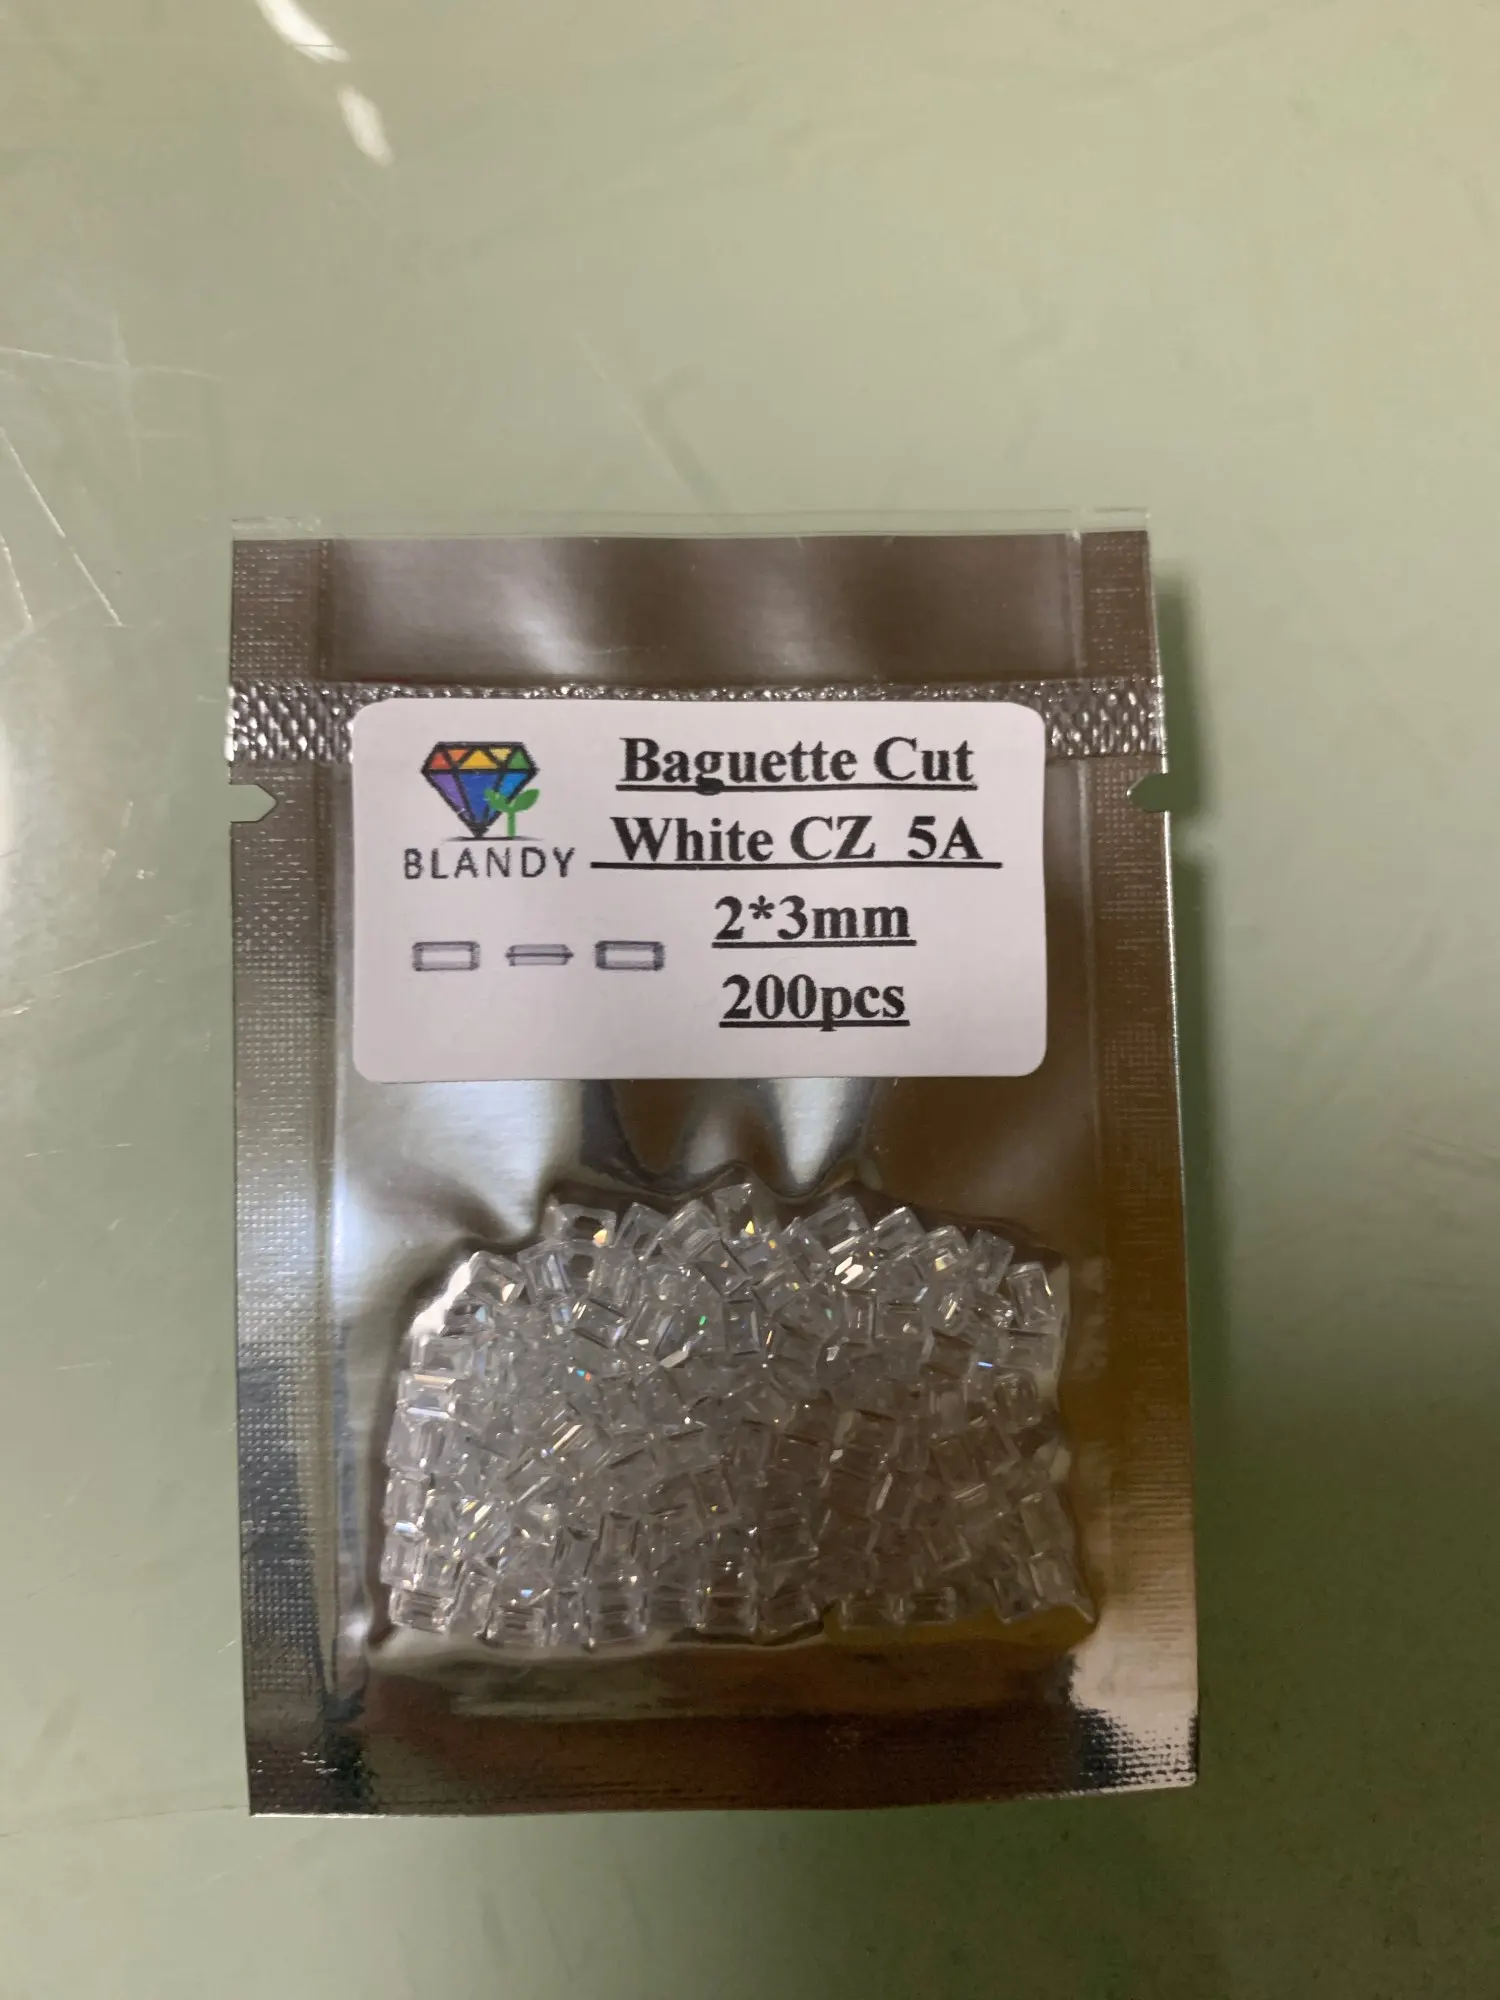 BLANDY
Baguette Cut
White CZ 5A
2*3mm
200pcs